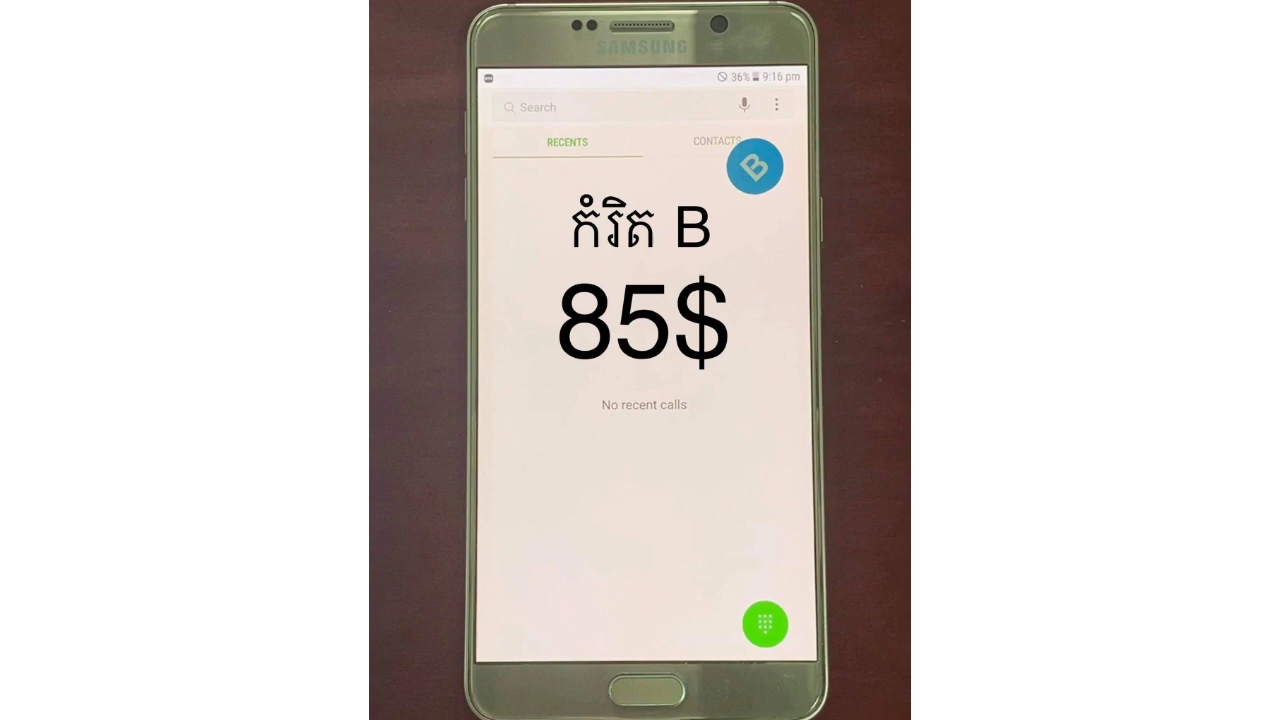 SAMSUNG
36% 9:16 pm
Search
RECENTS CONTACTS
B
កំរិត B
85$
No recent calls